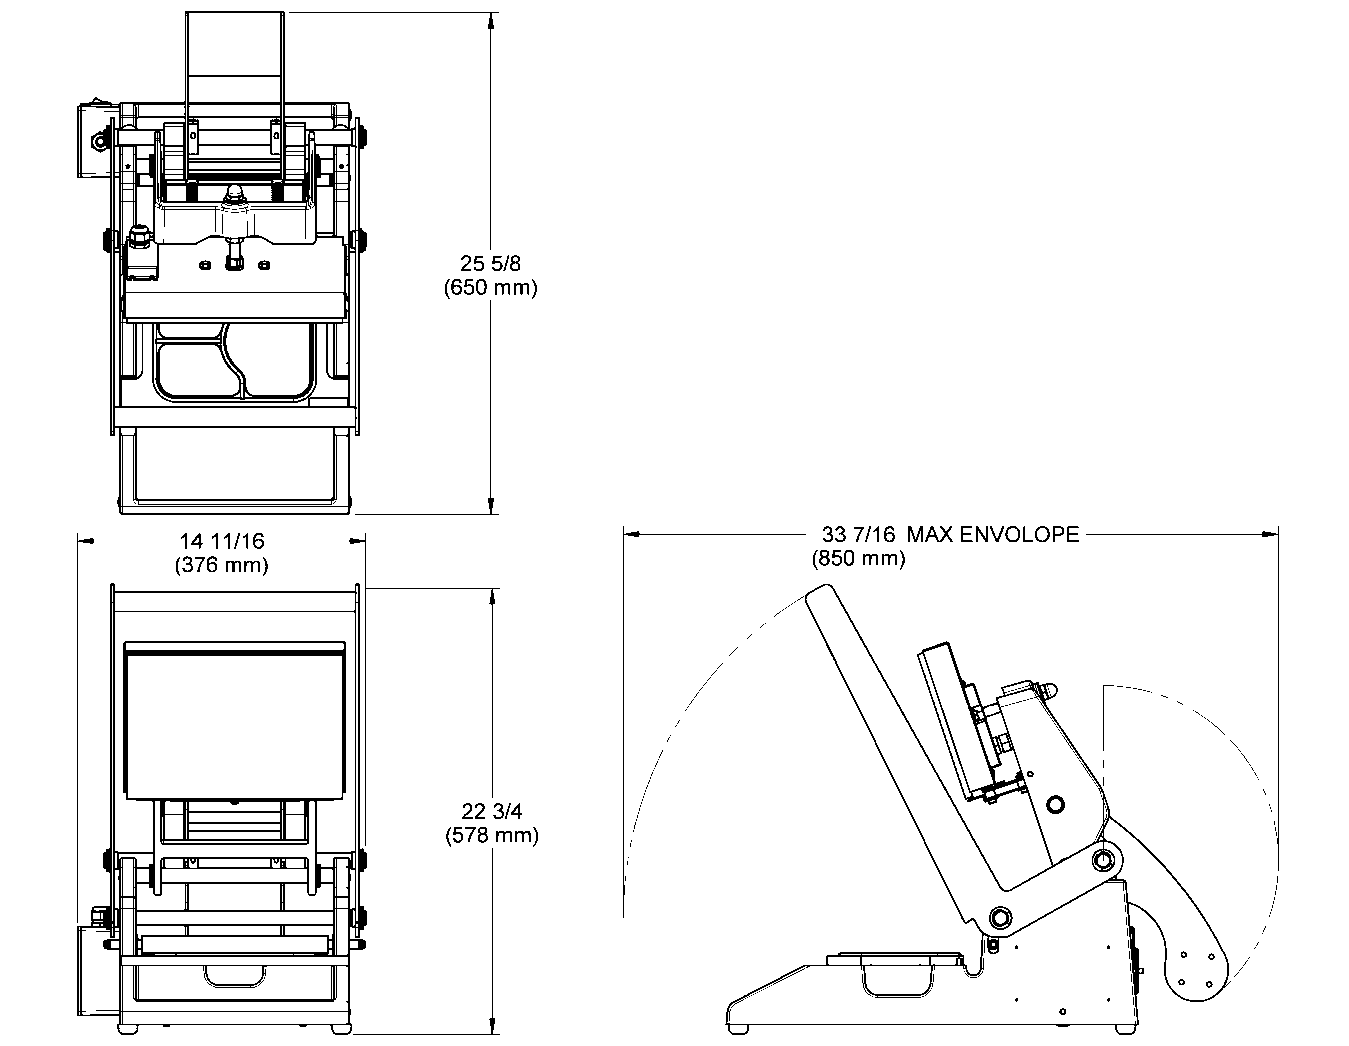 25 5/8
(650 mm)
14 11/16
(376 mm)
33 7/16 MAX ENVOLOPE
(850 mm)
22 3/4
(578 mm)